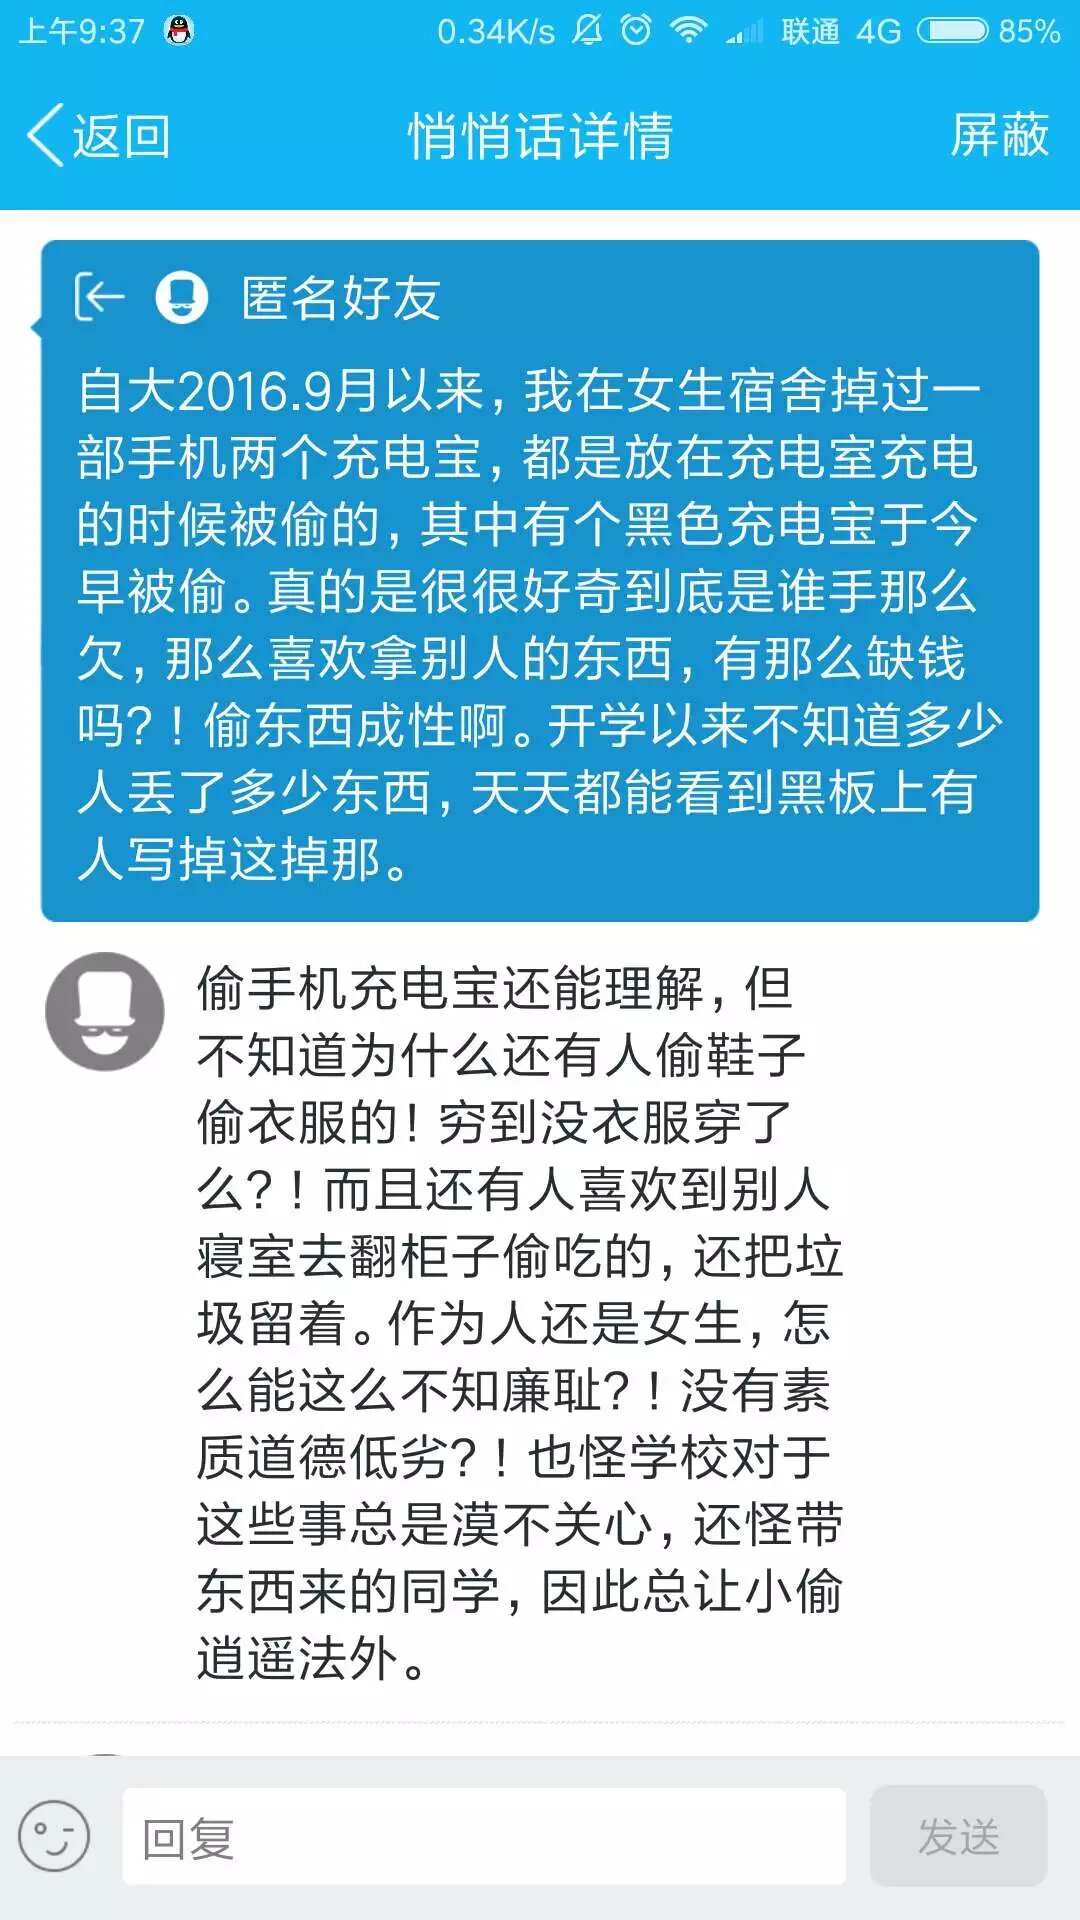 上午9:37 0.34K/s 联通 4G 85%
返回 悄悄话详情 屏蔽
匿名好友
自大2016.9月以来，我在女生宿舍掉过一
部手机两个充电宝，都是放在充电室充电
的时候被偷的，其中有个黑色充电宝于今
早被偷。真的是很很好奇到底是谁手那么
欠，那么喜欢拿别人的东西，有那么缺钱
吗？！偷东西成性啊。开学以来不知道多少
人丢了多少东西，天天都能看到黑板上有
人写掉这掉那。
偷手机充电宝还能理解，但
不知道为什么还有人偷鞋子
偷衣服的！穷到没衣服穿了
么？！而且还有人喜欢到别人
寝室去翻柜子偷吃的，还把垃
圾留着。作为人还是女生，怎
么能这么不知廉耻？！没有素
质道德低劣？！也怪学校对于
这些事总是漠不关心，还怪带
东西来的同学，因此总让小偷
逍遥法外。
回复 发送